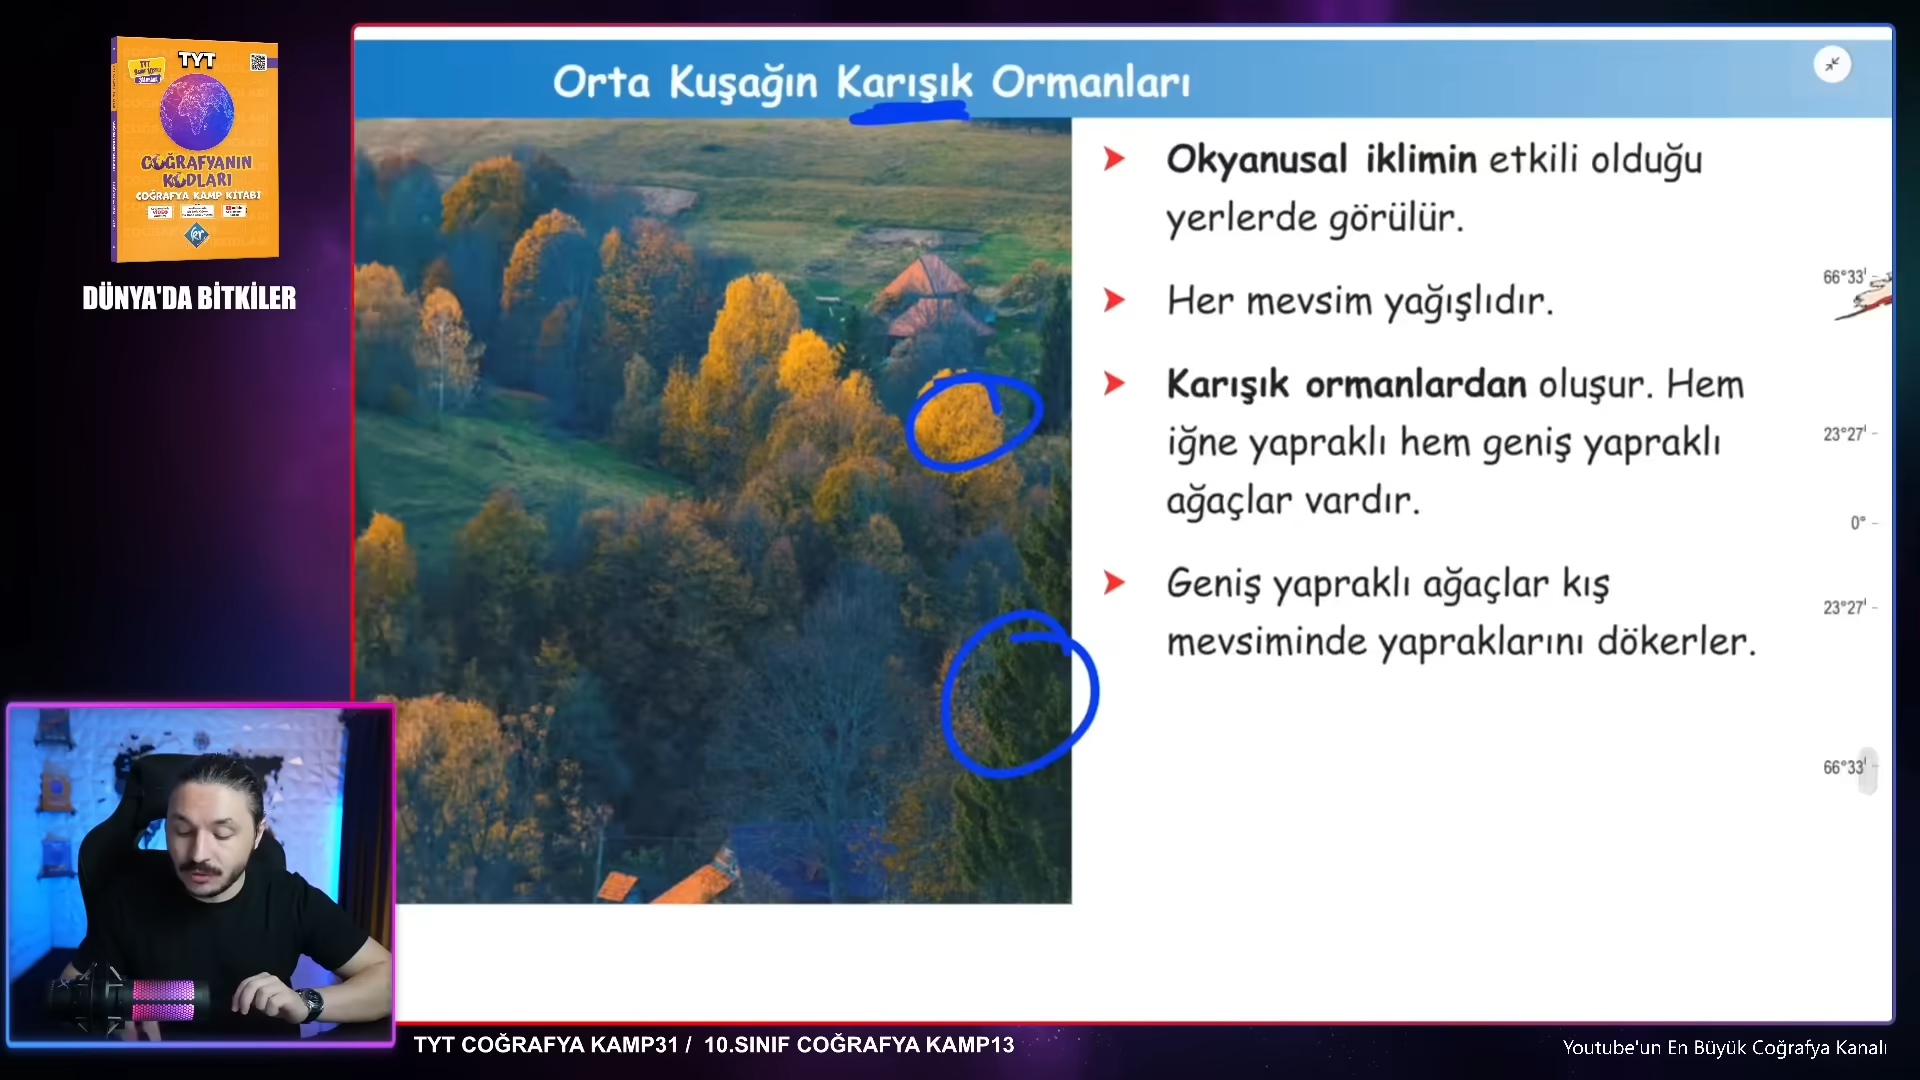 TYT
COĞRAFYANIN
KODLARI
COĞRAFYA KAMP KİTABI
DÜNYA'DA BİTKİLER
Orta Kuşağın Karışık Ormanları
➤ Okyanusal iklimin etkili olduğu
yerlerde görülür.
➤ Her mevsim yağışlıdır.
➤ Karışık ormanlardan oluşur. Hem
iğne yapraklı hem geniş yapraklı
ağaçlar vardır.
➤ Geniş yapraklı ağaçlar kış
mevsiminde yapraklarını dökerler.
66°33'
23°27'
0°
23°27'
66°33'
TYT COĞRAFYA KAMP31 / 10.SINIF COĞRAFYA KAMP13
Youtube'un En Büyük Coğrafya Kanalı